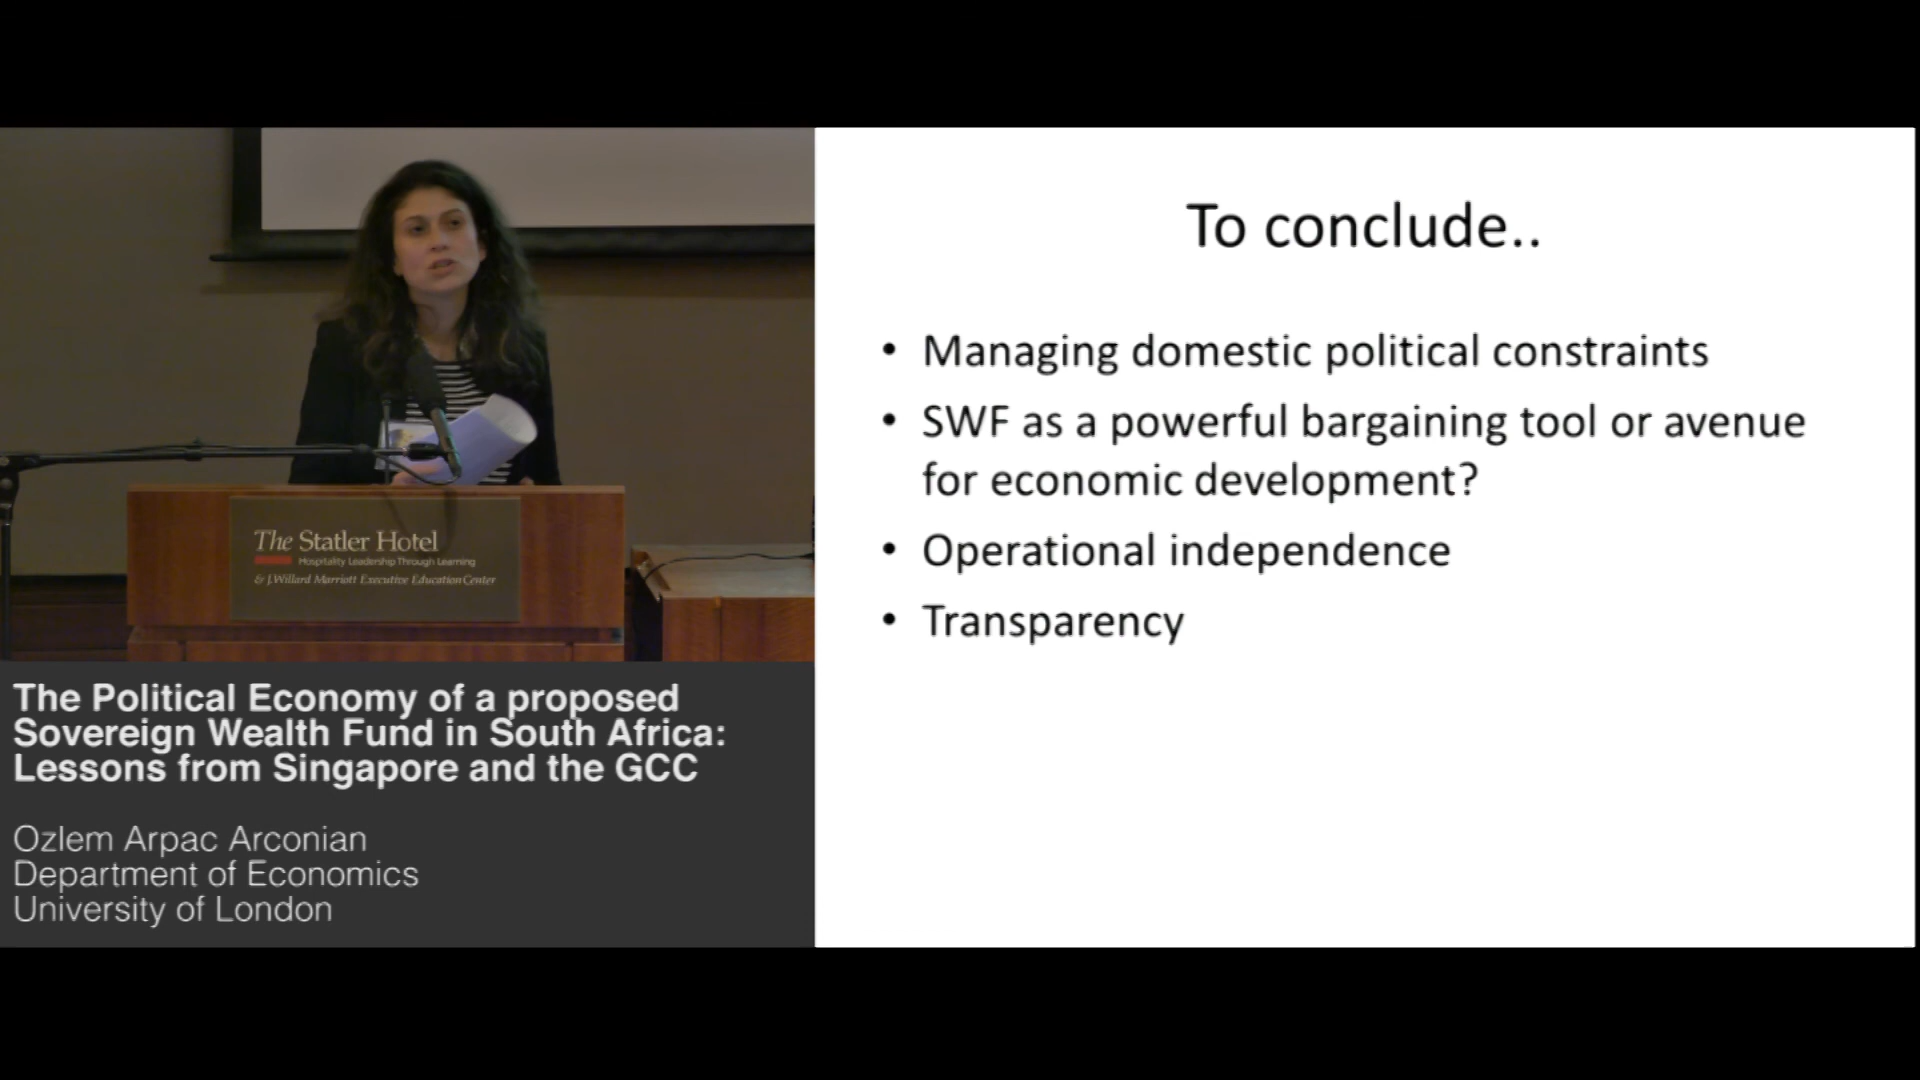 The Statler Hotel
Hospitality Leadership Through Learning
& J. Willard Marriott Executive Education Center
The Political Economy of a proposed
Sovereign Wealth Fund in South Africa:
Lessons from Singapore and the GCC
Ozlem Arpac Arconian
Department of Economics
University of London
To conclude..
• Managing domestic political constraints
• SWF as a powerful bargaining tool or avenue
for economic development?
• Operational independence
• Transparency